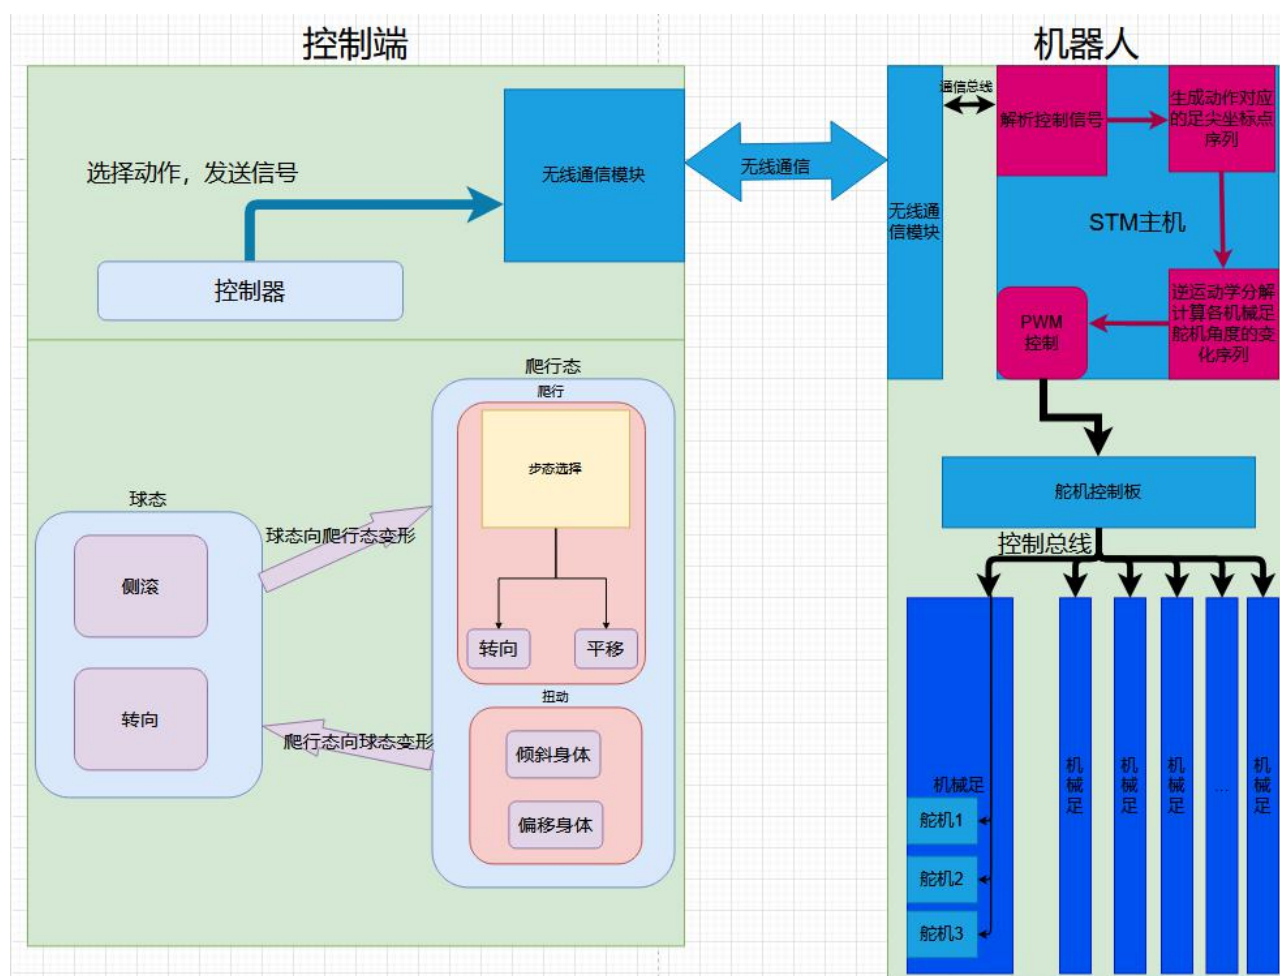 控制端
选择动作，发送信号
无线通信模块
控制器
爬行态
爬行
步态选择
转向
平移
扭动
倾斜身体
偏移身体
球态
侧滚
转向
球态向爬行态变形
爬行态向球态变形
无线通信
机器人
无线通
信模块
通信总线
解析控制信号
生成动作对应
的足尖坐标点
序列
STM主机
逆运动学分解
计算各机械足
舵机角度的变
化序列
PWM
控制
舵机控制板
控制总线
机械足
舵机1
舵机2
舵机3
机械足
机械足
机械足
...
机械足